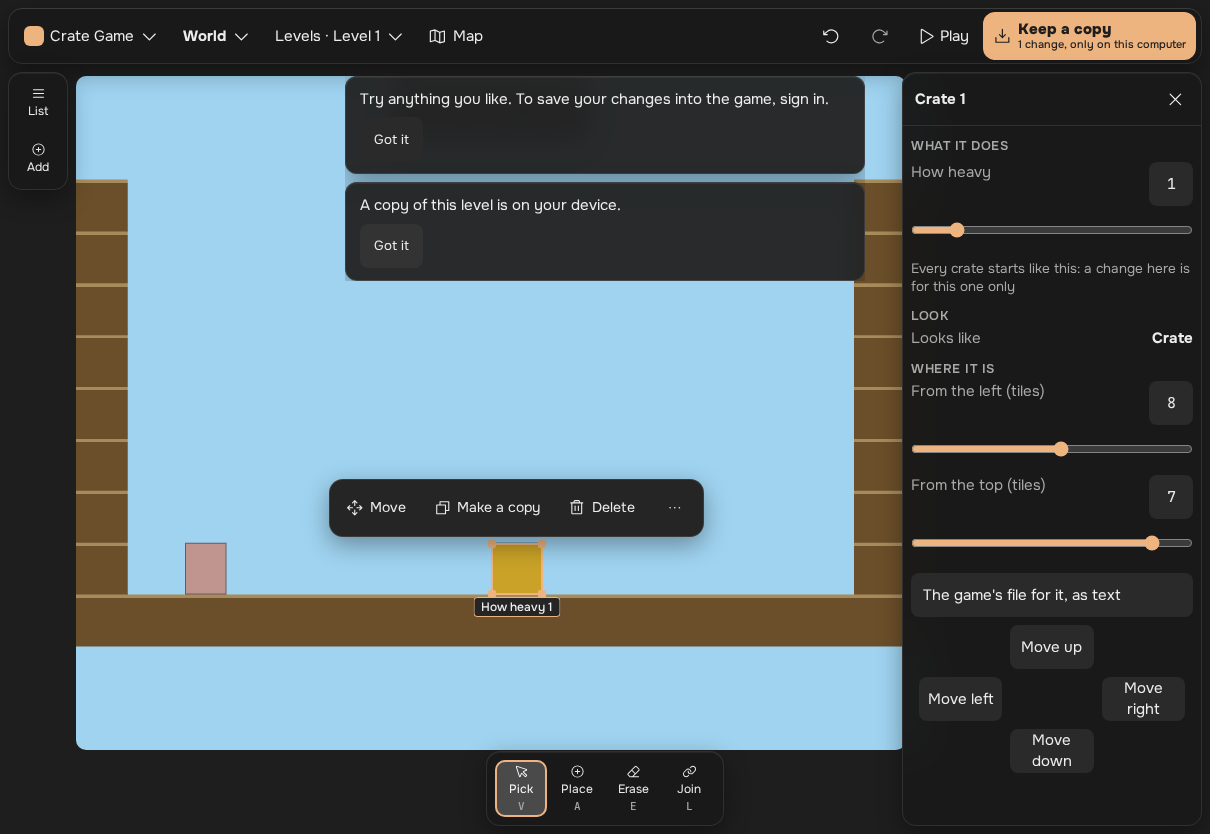 Crate Game
World
Levels · Level 1
Map
Play
Keep a copy
1 change, only on this computer
List
Add
Try anything you like. To save your changes into the game, sign in.
Got it
A copy of this level is on your device.
Got it
Move
Make a copy
Delete
···
How heavy 1
Pick
V
Place
A
Erase
E
Join
L
Crate 1
WHAT IT DOES
How heavy
1
Every crate starts like this: a change here is
for this one only
LOOK
Looks like
Crate
WHERE IT IS
From the left (tiles)
8
From the top (tiles)
7
The game's file for it, as text
Move up
Move left
Move
right
Move
down